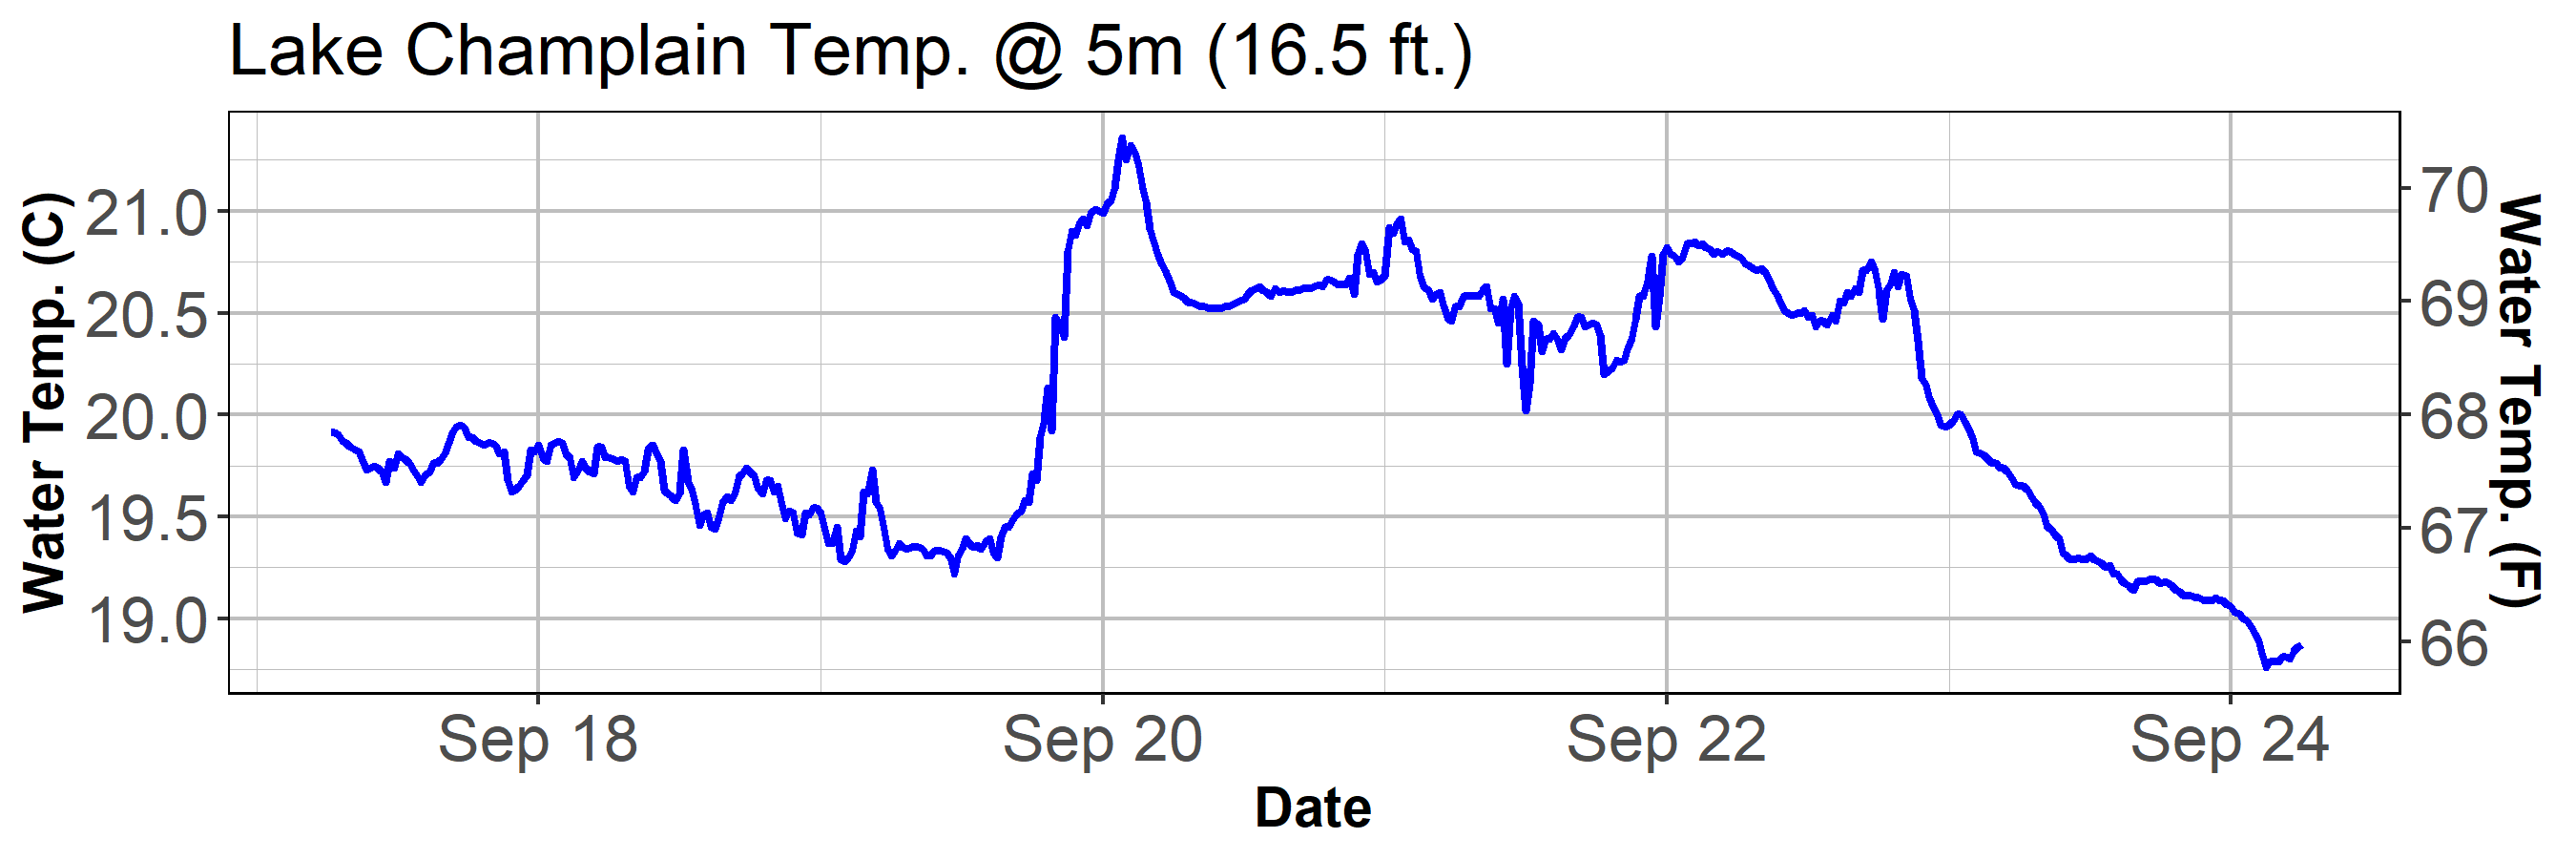 Lake Champlain Temp. @ 5m (16.5 ft.)
Water Temp. (C)
21.0
20.5
20.0
19.5
19.0
70
69
68
67
66
Water Temp. (F)
Sep 18
Sep 20
Sep 22
Sep 24
Date